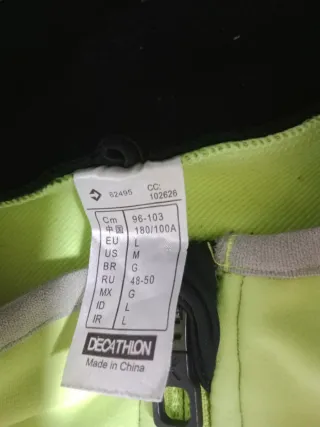 62495 CC:
102626
Cm 96-103
中国 180/100A
EU L
US M
BR G
RU 48-50
MX G
ID L
IR L
DECATHLON
Made in China